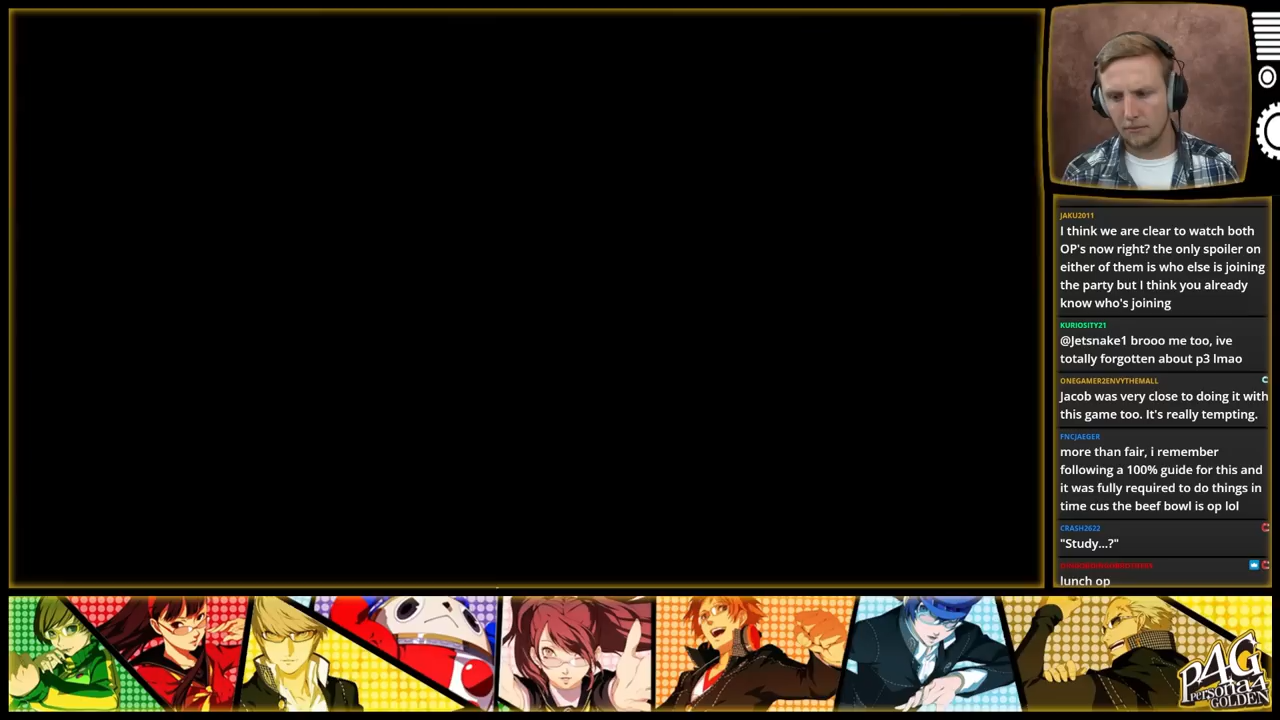 JAKU2011
I think we are clear to watch both
OP's now right? the only spoiler on
either of them is who else is joining
the party but I think you already
know who's joining
KURIOSITY21
@Jetsnake1 brooo me too, ive
totally forgotten about p3 lmao
ONEGAMER2ENVYTHEMALL
Jacob was very close to doing it with
this game too. It's really tempting.
FNCJAEGER
more than fair, i remember
following a 100% guide for this and
it was fully required to do things in
time cus the beef bowl is op lol
CRASH2622
"Study...?"
lunch op
P4G
Persona4
GOLDEN